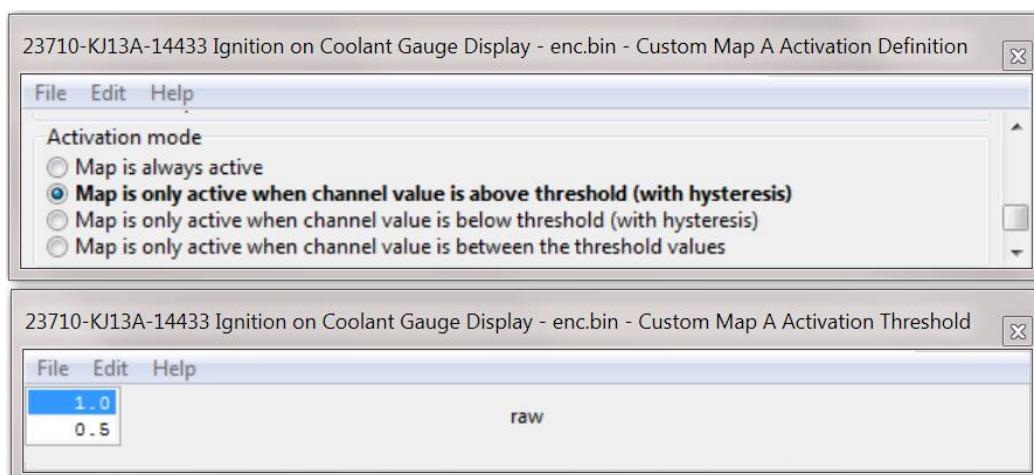 23710-KJ13A-14433 Ignition on Coolant Gauge Display - enc.bin - Custom Map A Activation Definition
File Edit Help
Activation mode
Map is always active
Map is only active when channel value is above threshold (with hysteresis)
Map is only active when channel value is below threshold (with hysteresis)
Map is only active when channel value is between the threshold values
23710-KJ13A-14433 Ignition on Coolant Gauge Display - enc.bin - Custom Map A Activation Threshold
File Edit Help
1.0
raw
0.5